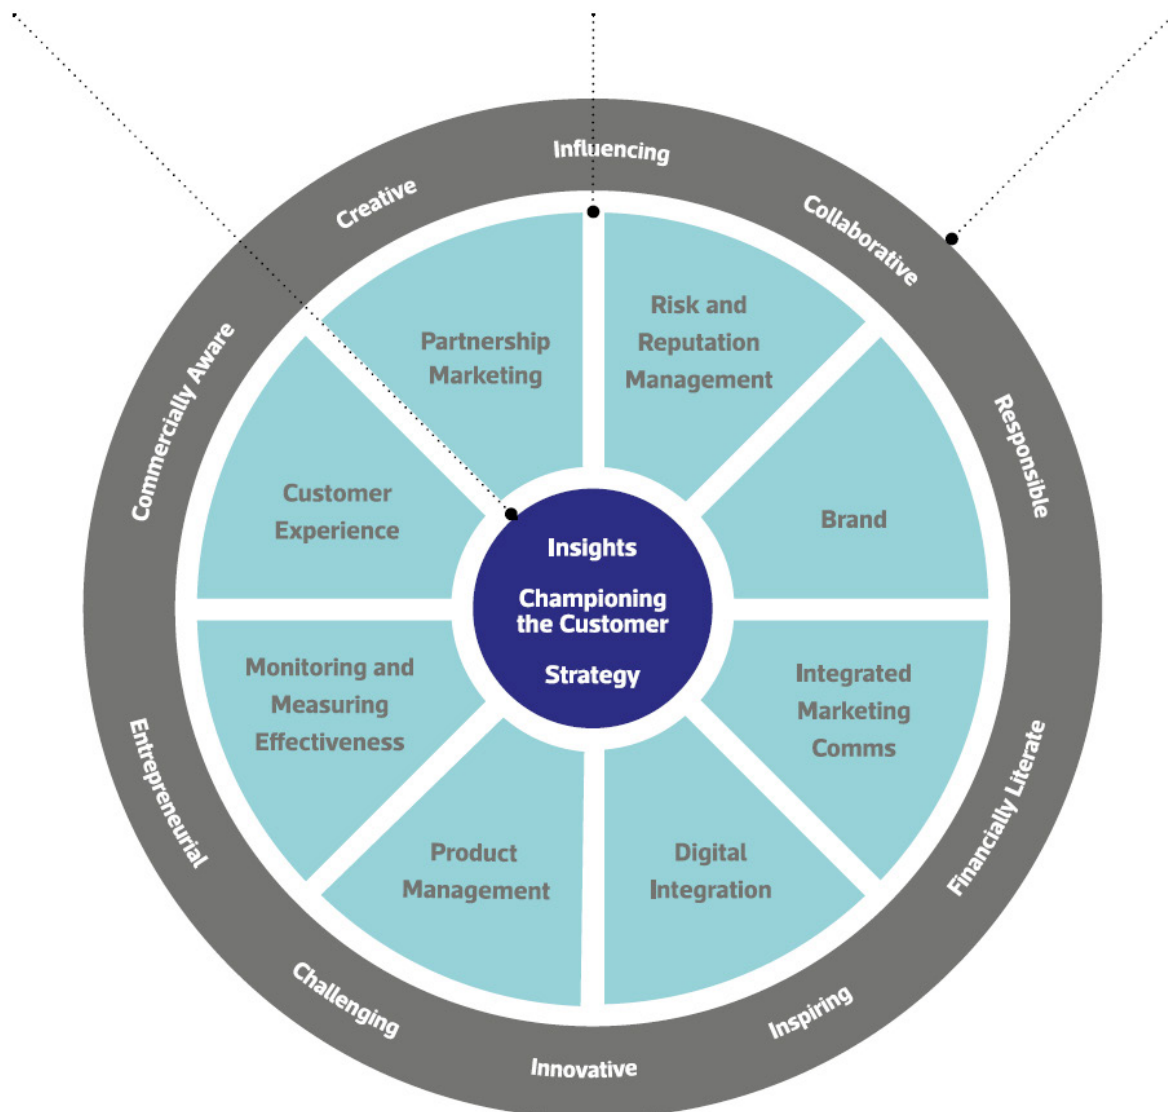 Influencing
Creative
Collaborative
Commercially Aware
Responsible
Entrepreneurial
Financially Literate
Challenging
Inspiring
Innovative
Partnership
Marketing
Risk and
Reputation
Management
Customer
Experience
Brand
Insights
Championing
the Customer
Strategy
Monitoring and
Measuring
Effectiveness
Integrated
Marketing
Comms
Product
Management
Digital
Integration